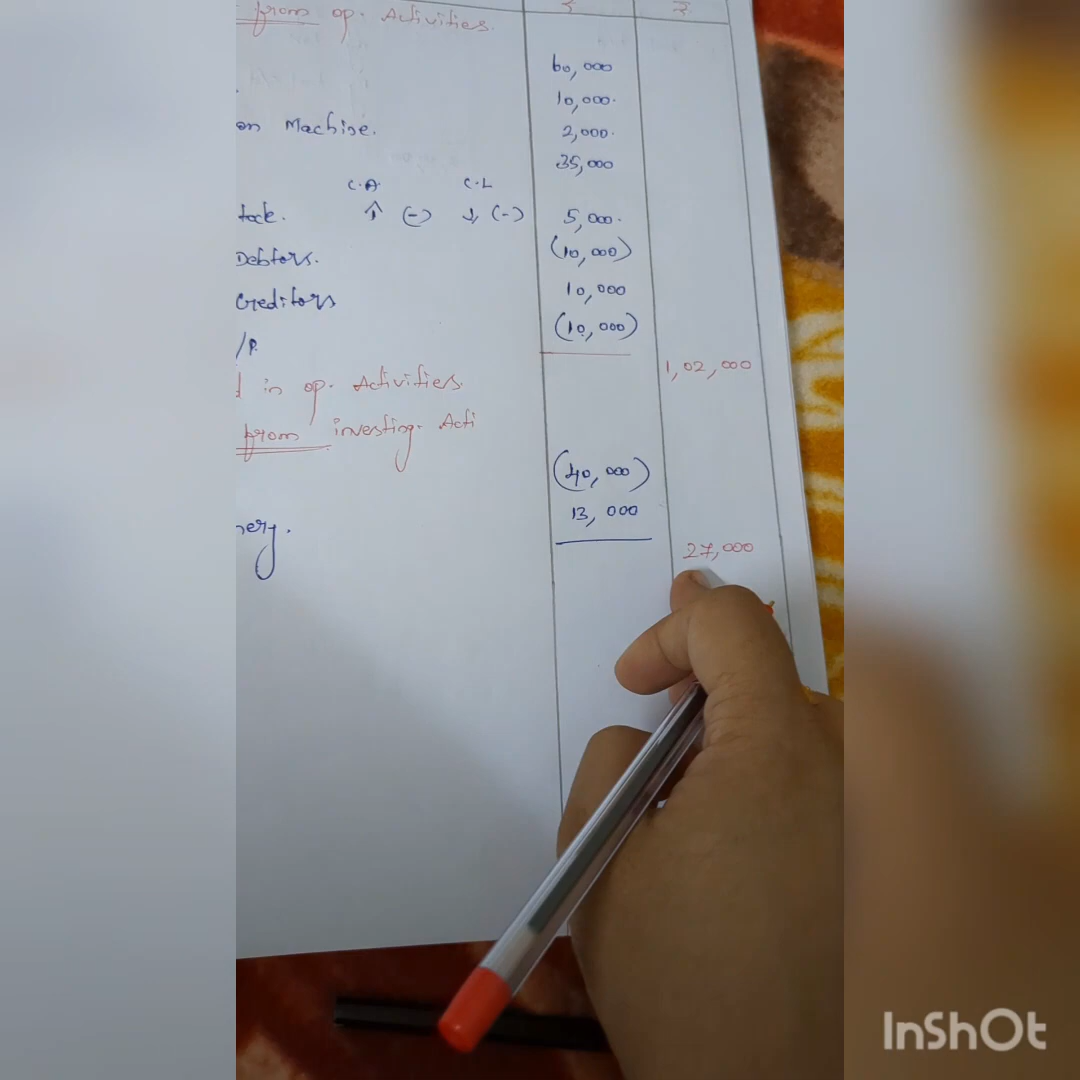 from op. Activities. ₹ ₹
60,000
10,000.
on Machine. 2,000.
35,000
C.A. C.L
tock. ↑ (-) ↓ (-) 5,000.
Debtors. (10,000)
Creditors 10,000
/P. (10,000)
d in op. Activities. 1,02,000
from investing. Acti
(40,000)
nery. 13,000
27,000
InShOt